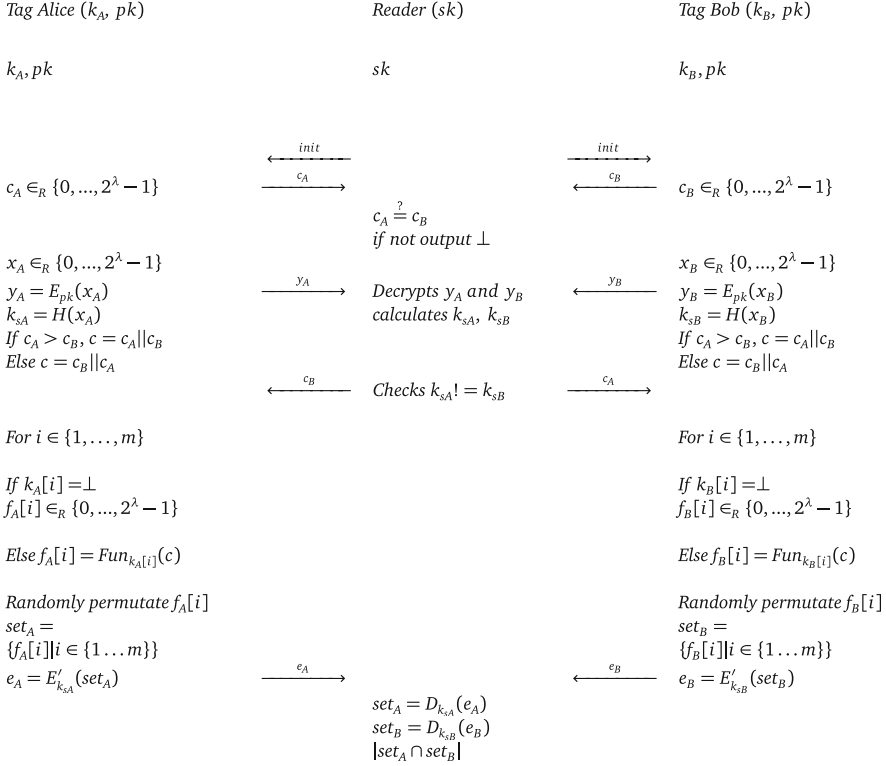 Tag Alice (k_A, pk) Reader (sk) Tag Bob (k_B, pk)
k_A, pk sk k_B, pk
init init
c_A ∈_R {0, ..., 2^λ − 1} c_A c_B c_B ∈_R {0, ..., 2^λ − 1}
c_A ≟ c_B
if not output ⊥
x_A ∈_R {0, ..., 2^λ − 1} x_B ∈_R {0, ..., 2^λ − 1}
y_A = E_pk(x_A) y_A Decrypts y_A and y_B y_B y_B = E_pk(x_B)
k_sA = H(x_A) calculates k_sA, k_sB k_sB = H(x_B)
If c_A > c_B, c = c_A||c_B If c_A > c_B, c = c_A||c_B
Else c = c_B||c_A Else c = c_B||c_A
c_B Checks k_sA! = k_sB c_A
For i ∈ {1, . . . , m} For i ∈ {1, . . . , m}
If k_A[i] =⊥ If k_B[i] =⊥
f_A[i] ∈_R {0, ..., 2^λ − 1} f_B[i] ∈_R {0, ..., 2^λ − 1}
Else f_A[i] = Fun_{k_A[i]}(c) Else f_B[i] = Fun_{k_B[i]}(c)
Randomly permutate f_A[i] Randomly permutate f_B[i]
set_A = set_B =
{f_A[i]|i ∈ {1 . . . m}} {f_B[i]|i ∈ {1 . . . m}}
e_A = E′_{k_sA}(set_A) e_A e_B e_B = E′_{k_sB}(set_B)
set_A = D_{k_sA}(e_A)
set_B = D_{k_sB}(e_B)
|set_A ∩ set_B|